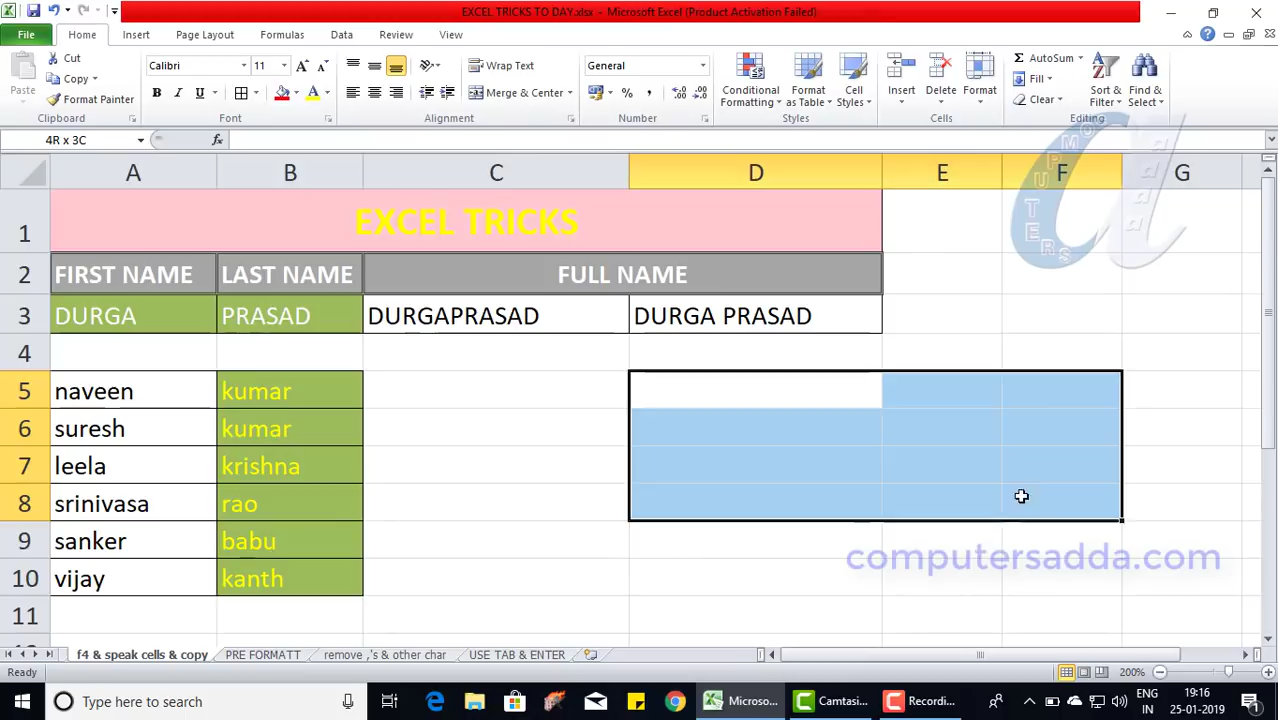 EXCEL TRICKS TO DAY.xlsx - Microsoft Excel (Product Activation Failed)
File Home Insert Page Layout Formulas Data Review View
Paste Cut Copy Format Painter Clipboard
Calibri 11 B I U Font
Wrap Text Merge & Center Alignment
General % , Number
Conditional Formatting Format as Table Cell Styles Styles
Insert Delete Format Cells
AutoSum Fill Clear Sort & Filter Find & Select Editing
4R x 3C fx
A B C D E F G
1 EXCEL TRICKS
2 FIRST NAME LAST NAME FULL NAME
3 DURGA PRASAD DURGAPRASAD DURGA PRASAD
4
5 naveen kumar
6 suresh kumar
7 leela krishna
8 srinivasa rao
9 sanker babu
10 vijay kanth
11
COMPUTERS adda
computersadda.com
f4 & speak cells & copy PRE FORMATT remove ,'s & other char USE TAB & ENTER
Ready 200%
Type here to search Microso... Camtasi... Recordi... ENG IN 19:16 25-01-2019 1